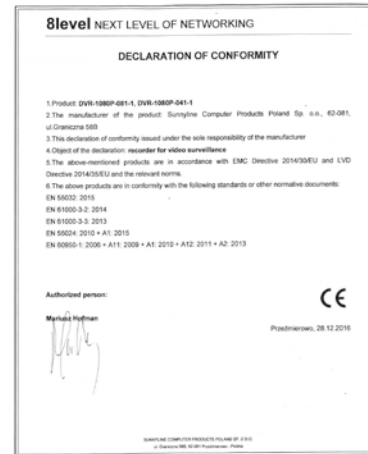 8level NEXT LEVEL OF NETWORKING
DECLARATION OF CONFORMITY
1.Product: DVR-1080P-081-1, DVR-1080P-041-1
2.The manufacturer of the product: Sunnyline Computer Products Poland Sp. o.o., 62-081,
ul.Graniczna 58B.
3.This declaration of conformity issued under the sole responsibility of the manufacturer
4.Object of the declaration: recorder for video surveillance
5.The above-mentioned products are in accordance with EMC Directive 2014/30/EU and LVD
Directive 2014/35/EU and the relevant norms.
6.The above products are in conformity with the following standards or other normative documents:
EN 55032: 2015
EN 61000-3-2: 2014
EN 61000-3-3: 2013
EN 55024: 2010 + A1: 2015
EN 60950-1: 2006 + A11: 2009 + A1: 2010 + A12: 2011 + A2: 2013
Authorized person:
CE
Mariusz Hofman
Przeźmierowo, 28.12.2016
SUNNYLINE COMPUTER PRODUCTS POLAND SP. Z O.O.